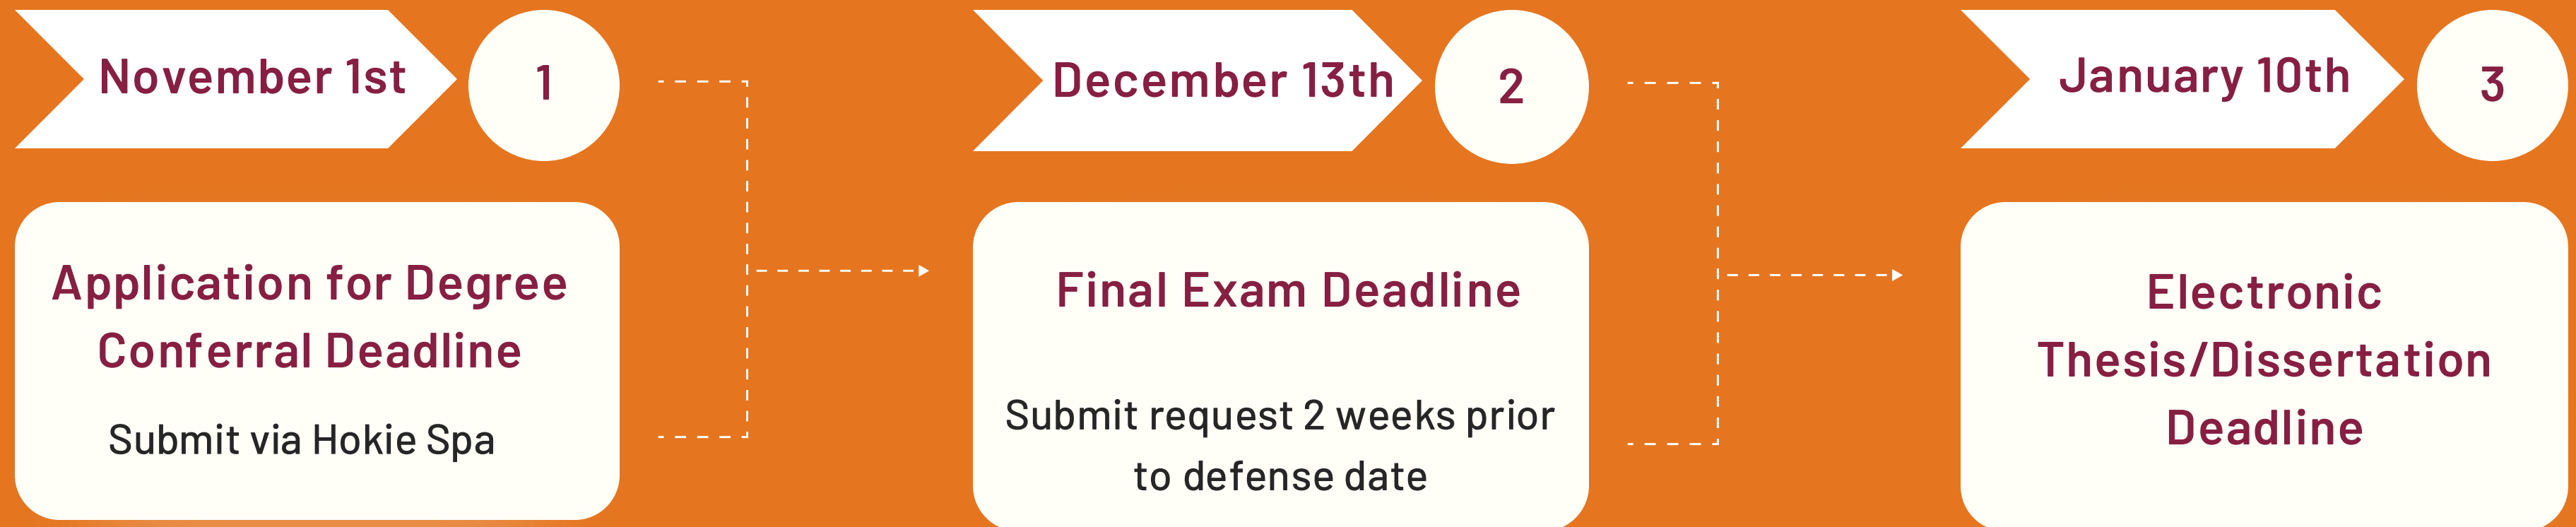 November 1st
1
Application for Degree
Conferral Deadline
Submit via Hokie Spa
December 13th
2
Final Exam Deadline
Submit request 2 weeks prior
to defense date
January 10th
3
Electronic
Thesis/Dissertation
Deadline